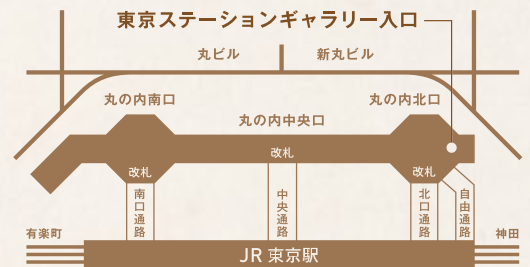 東京ステーションギャラリー入口
丸ビル
新丸ビル
丸の内南口
丸の内北口
丸の内中央口
改札
改札
改札
南口通路
中央通路
北口通路
自由通路
有楽町
神田
JR 東京駅